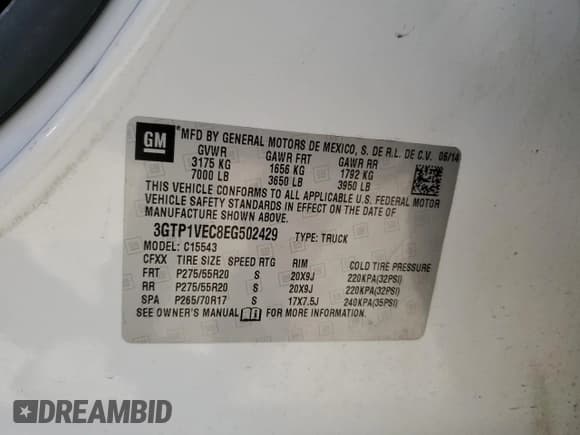 GM
*MFD BY GENERAL MOTORS DE MEXICO, S. DE R.L. DE C.V. 06/14
GVWR GAWR FRT GAWR RR
3175 KG 1656 KG 1792 KG
7000 LB 3650 LB 3950 LB
THIS VEHICLE CONFORMS TO ALL APPLICABLE U.S. FEDERAL MOTOR
VEHICLE SAFETY STANDARDS IN EFFECT ON THE DATE OF
MANUFACTURE SHOWN ABOVE.
3GTP1VEC8EG502429 TYPE: TRUCK
MODEL: C15543
CFXX TIRE SIZE SPEED RTG RIM COLD TIRE PRESSURE
FRT P275/55R20 S 20X9J 220KPA(32PSI)
RR P275/55R20 S 20X9J 220KPA(32PSI)
SPA P265/70R17 S 17X7.5J 240KPA(35PSI)
SEE OWNER'S MANUAL FOR MORE INFORMATION.
DREAMBID